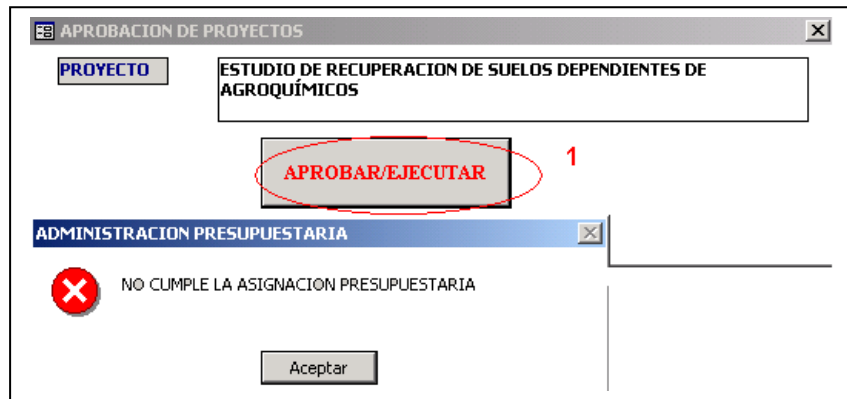 APROBACION DE PROYECTOS
PROYECTO
ESTUDIO DE RECUPERACION DE SUELOS DEPENDIENTES DE
AGROQUÍMICOS
APROBAR/EJECUTAR
1
ADMINISTRACION PRESUPUESTARIA
NO CUMPLE LA ASIGNACION PRESUPUESTARIA
Aceptar